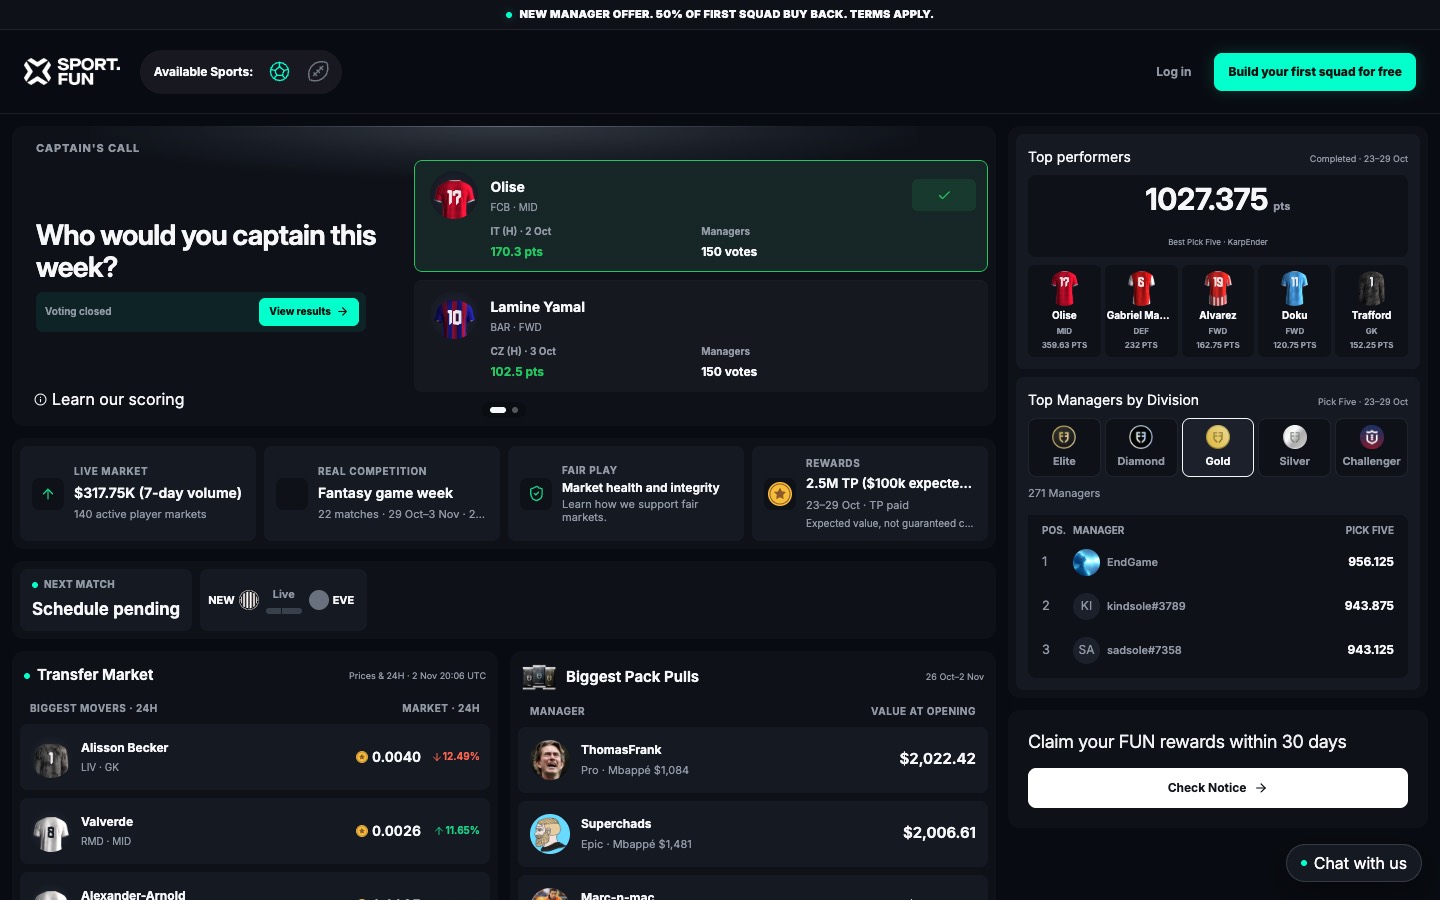 NEW MANAGER OFFER. 50% OF FIRST SQUAD BUY BACK. TERMS APPLY.
SPORT.
FUN
Available Sports:
Log in
Build your first squad for free
CAPTAIN'S CALL
Who would you captain this
week?
Voting closed
View results
Learn our scoring
17
Olise
FCB · MID
IT (H) · 2 Oct
Managers
170.3 pts
150 votes
10
Lamine Yamal
BAR · FWD
CZ (H) · 3 Oct
Managers
102.5 pts
150 votes
LIVE MARKET
$317.75K (7-day volume)
140 active player markets
REAL COMPETITION
Fantasy game week
22 matches · 29 Oct–3 Nov · 2...
FAIR PLAY
Market health and integrity
Learn how we support fair
markets.
REWARDS
2.5M TP ($100k expecte...
23–29 Oct · TP paid
Expected value, not guaranteed c...
NEXT MATCH
Schedule pending
NEW
Live
EVE
Transfer Market
Prices & 24H · 2 Nov 20:06 UTC
BIGGEST MOVERS · 24H
MARKET · 24H
1
Alisson Becker
LIV · GK
0.0040
↓12.49%
8
Valverde
RMD · MID
0.0026
↑11.65%
Alexander-Arnold
Biggest Pack Pulls
26 Oct–2 Nov
MANAGER
VALUE AT OPENING
ThomasFrank
Pro · Mbappé $1,084
$2,022.42
Superchads
Epic · Mbappé $1,481
$2,006.61
Marc-n-mac
Top performers
Completed · 23–29 Oct
1027.375 pts
Best Pick Five · KarpEnder
17
6
19
11
1
Olise
Gabriel Ma...
Alvarez
Doku
Trafford
MID
DEF
FWD
FWD
GK
359.63 PTS
232 PTS
162.75 PTS
120.75 PTS
152.25 PTS
Top Managers by Division
Pick Five · 23–29 Oct
Elite
Diamond
Gold
Silver
Challenger
271 Managers
POS.
MANAGER
PICK FIVE
1
EndGame
956.125
2
KI
kindsole#3789
943.875
3
SA
sadsole#7358
943.125
Claim your FUN rewards within 30 days
Check Notice
Chat with us